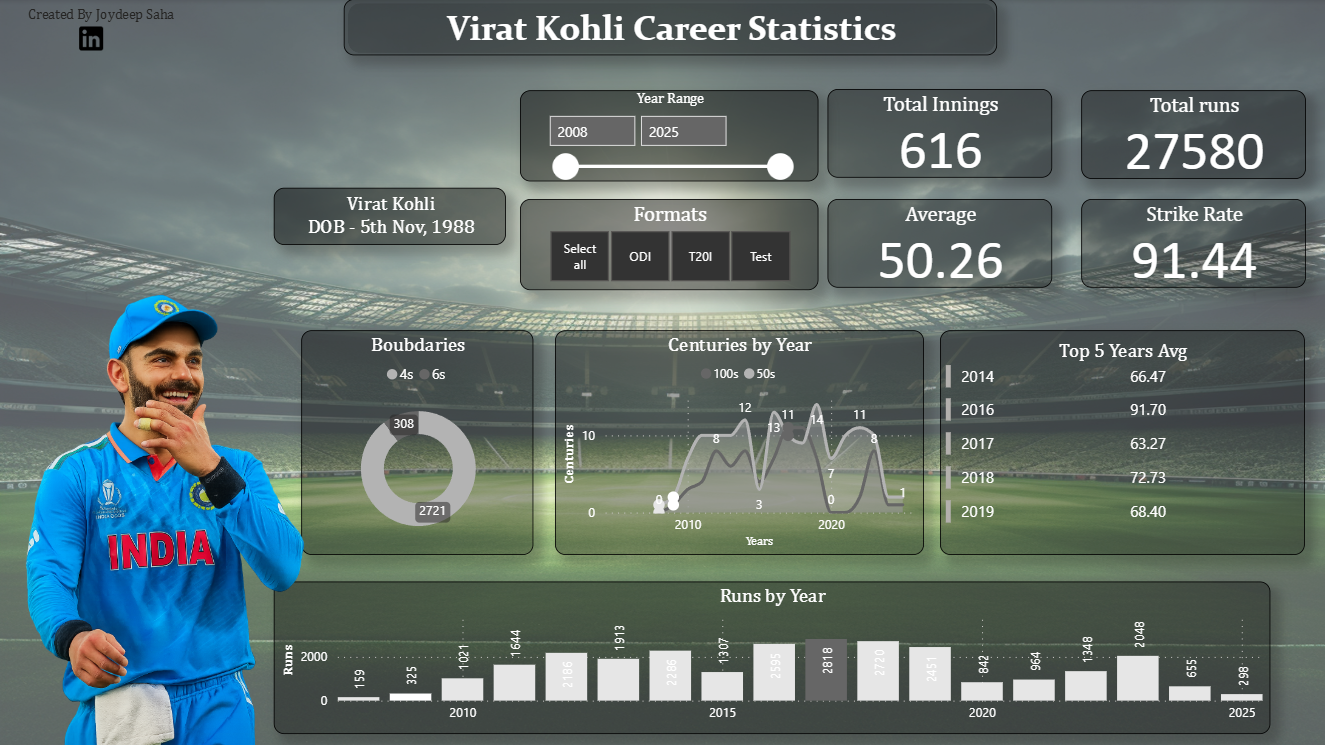 Created By Joydeep Saha
in
Virat Kohli Career Statistics
Year Range
2008
2025
Total Innings
616
Total runs
27580
Virat Kohli
DOB - 5th Nov, 1988
Formats
Select
all
ODI
T20I
Test
Average
50.26
Strike Rate
91.44
INDIA
Boubdaries
4s 6s
308
2721
Centuries by Year
100s 50s
Centuries
10
0
0
8
12
3
13
11
14
7
0
11
8
1
2010
2020
Years
Top 5 Years Avg
2014 66.47
2016 91.70
2017 63.27
2018 72.73
2019 68.40
Runs by Year
Runs
2000
0
159
325
1021
1644
2186
1913
2286
1307
2595
2818
2720
2451
842
964
1348
2048
655
298
2010
2015
2020
2025